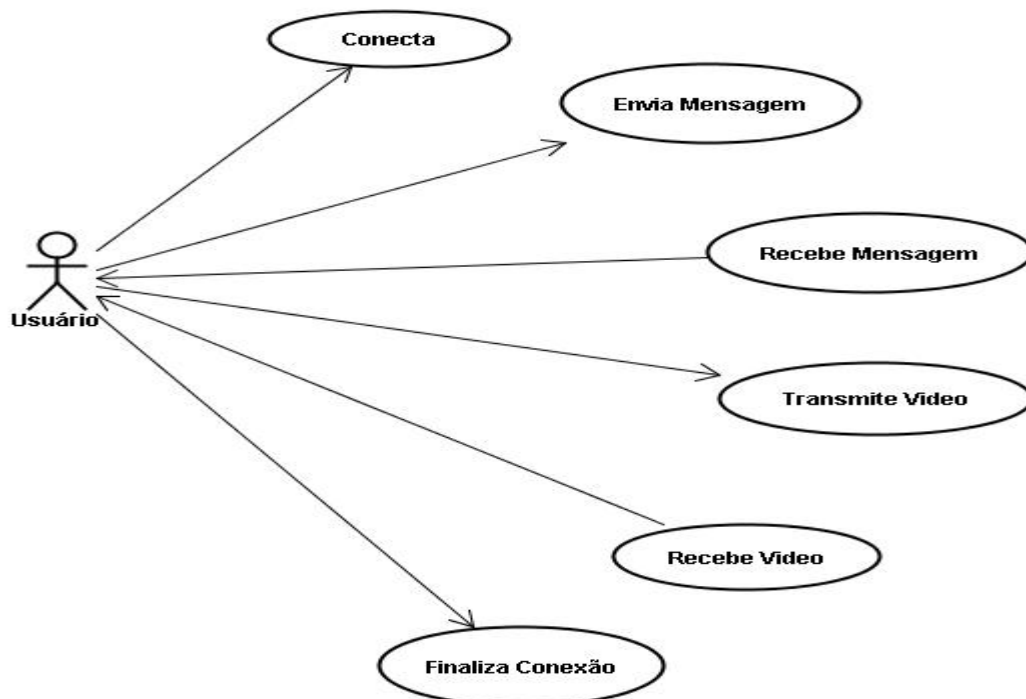 Conecta
Envia Mensagem
Recebe Mensagem
Usuário
Transmite Video
Recebe Video
Finaliza Conexão